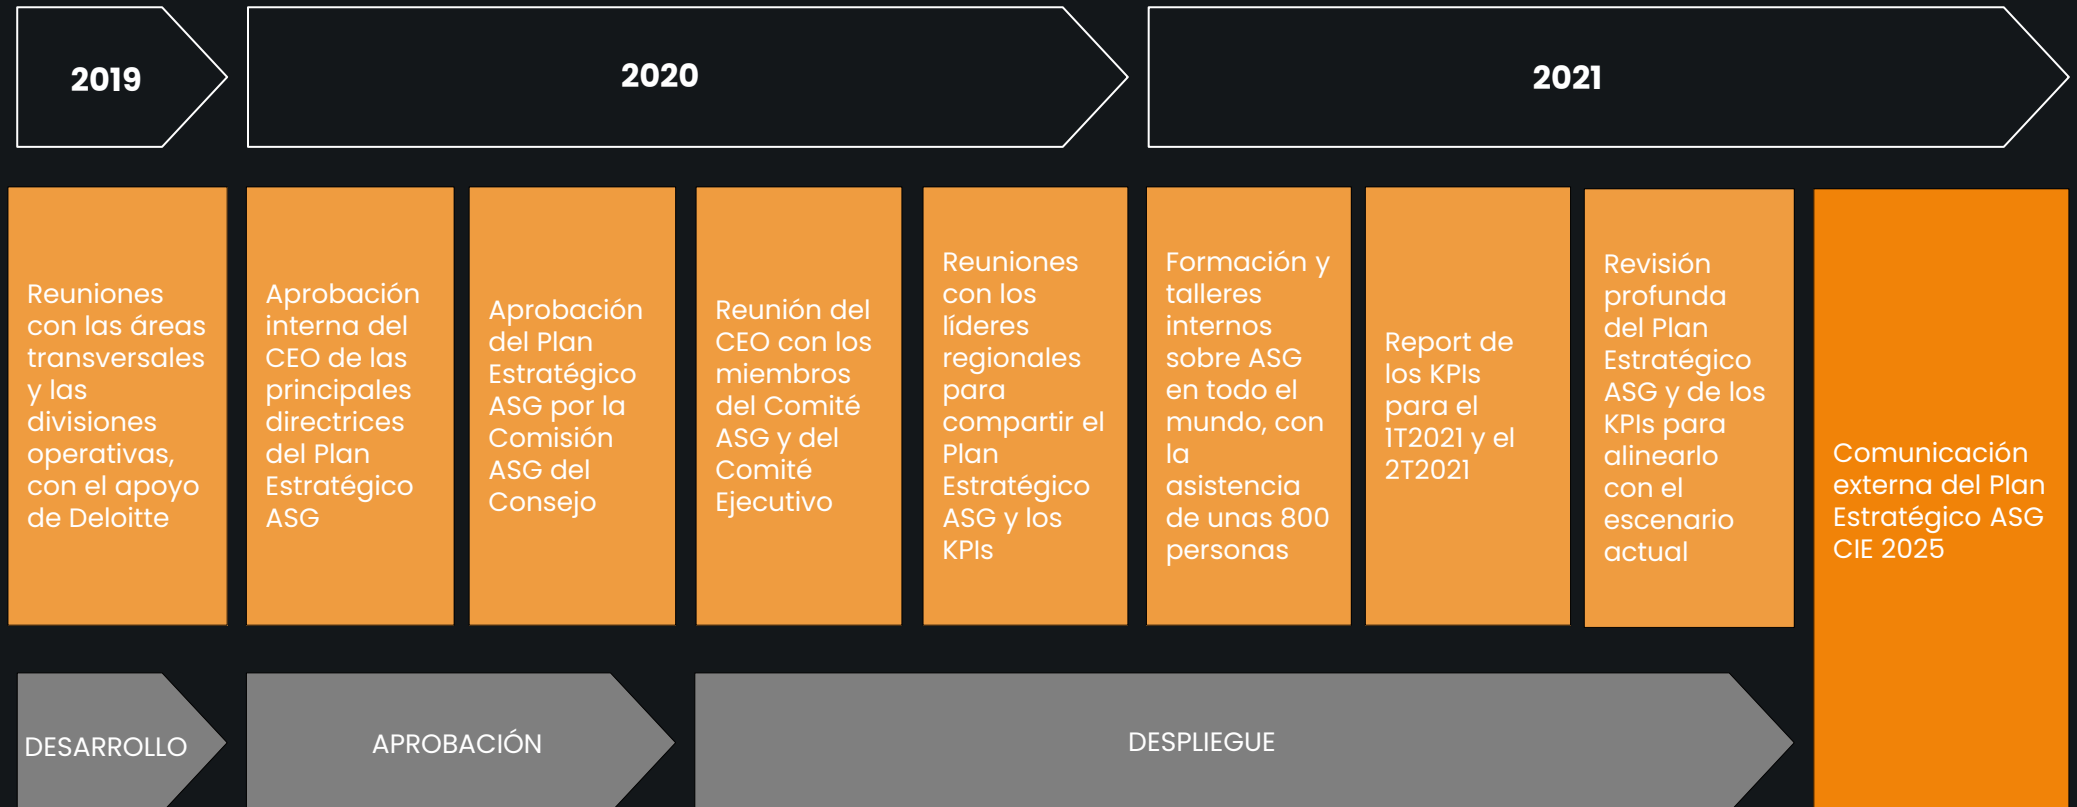 2019
2020
2021
Reuniones
con las áreas
transversales
y las
divisiones
operativas,
con el apoyo
de Deloitte
Aprobación
interna del
CEO de las
principales
directrices
del Plan
Estratégico
ASG
Aprobación
del Plan
Estratégico
ASG por la
Comisión
ASG del
Consejo
Reunión del
CEO con los
miembros
del Comité
ASG y del
Comité
Ejecutivo
Reuniones
con los
líderes
regionales
para
compartir el
Plan
Estratégico
ASG y los
KPIs
Formación y
talleres
internos
sobre ASG
en todo el
mundo, con
la
asistencia
de unas 800
personas
Report de
los KPIs
para el
1T2021 y el
2T2021
Revisión
profunda
del Plan
Estratégico
ASG y de los
KPIs para
alinearlo
con el
escenario
actual
Comunicación
externa del Plan
Estratégico ASG
CIE 2025
DESARROLLO
APROBACIÓN
DESPLIEGUE